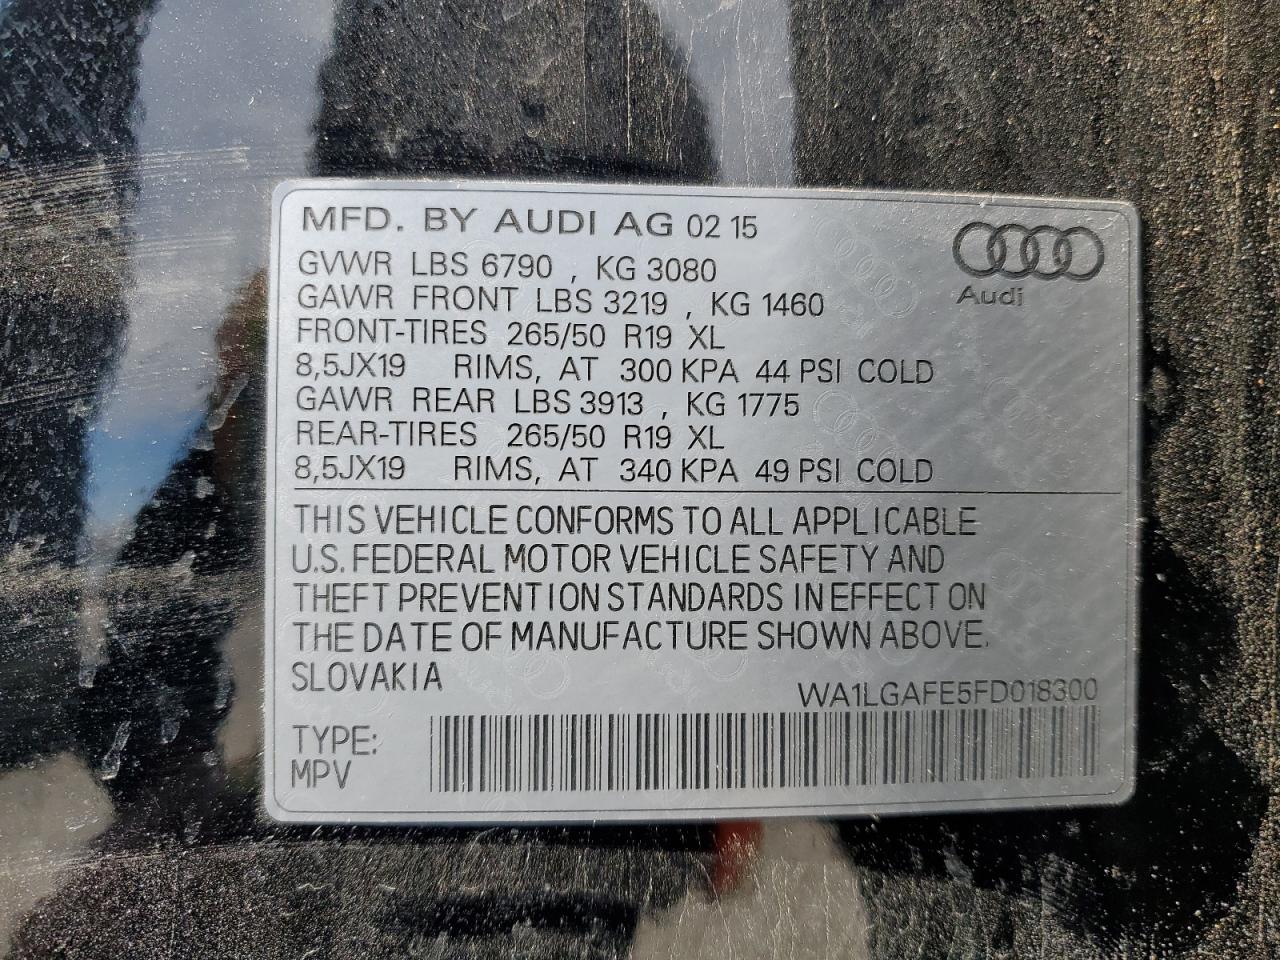 MFD. BY AUDI AG 02 15
GVWR LBS 6790 , KG 3080
GAWR FRONT LBS 3219 , KG 1460
FRONT-TIRES 265/50 R19 XL
8,5JX19 RIMS, AT 300 KPA 44 PSI COLD
GAWR REAR LBS 3913 , KG 1775
REAR-TIRES 265/50 R19 XL
8,5JX19 RIMS, AT 340 KPA 49 PSI COLD
Audi
THIS VEHICLE CONFORMS TO ALL APPLICABLE
U.S. FEDERAL MOTOR VEHICLE SAFETY AND
THEFT PREVENTION STANDARDS IN EFFECT ON
THE DATE OF MANUFACTURE SHOWN ABOVE.
SLOVAKIA
WA1LGAFE5FD018300
TYPE:
MPV